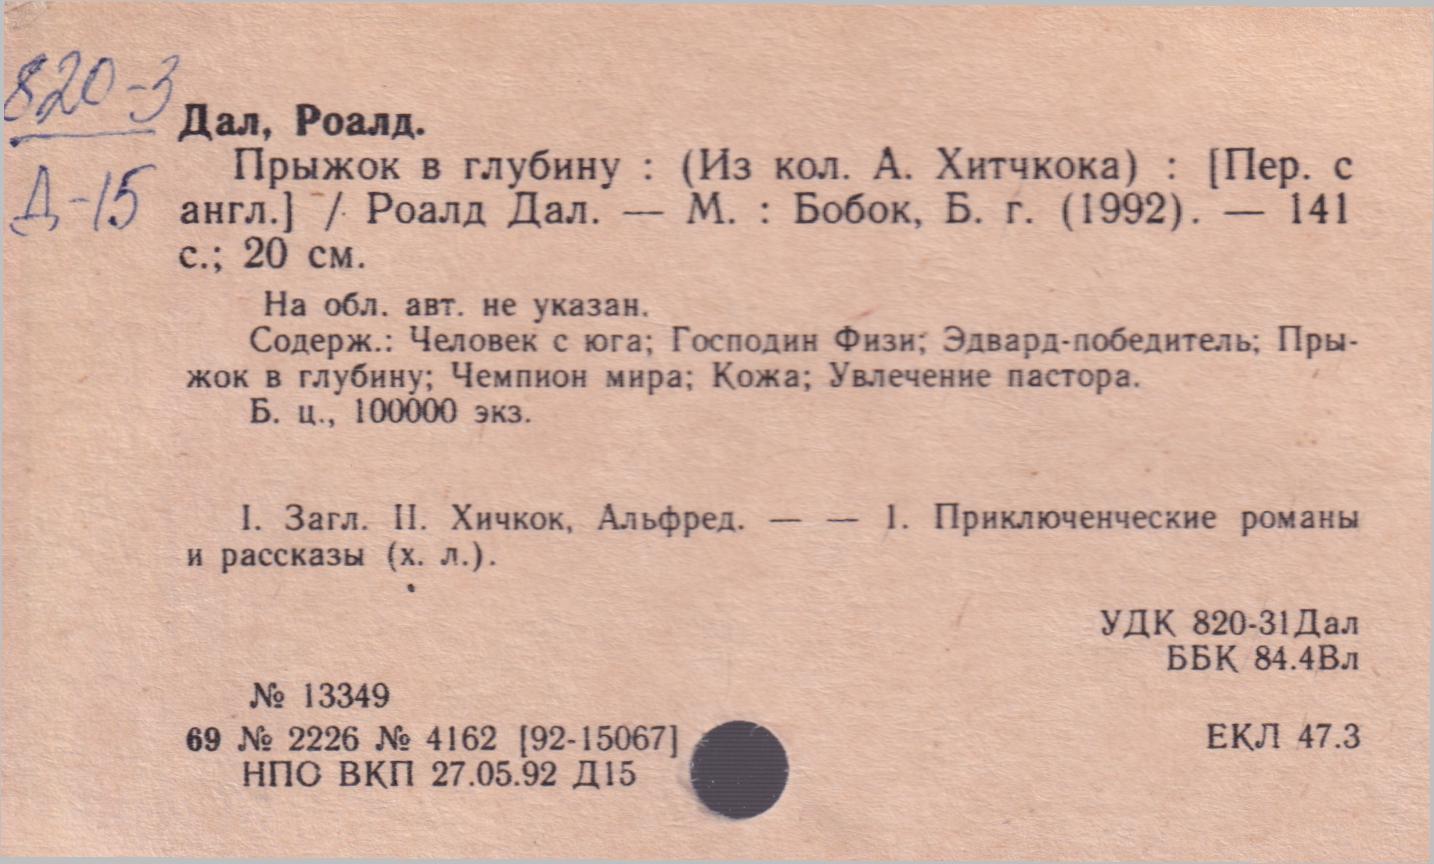 820-3
Д-15
Дал, Роалд.
Прыжок в глубину : (Из кол. А. Хитчкока) : [Пер. с
англ.] / Роалд Дал. — М. : Бобок, Б. г. (1992). — 141
с.; 20 см.
На обл. авт. не указан.
Содерж.: Человек с юга; Господин Физи; Эдвард-победитель; Пры-
жок в глубину; Чемпион мира; Кожа; Увлечение пастора.
Б. ц., 100000 экз.
I. Загл. II. Хичкок, Альфред. — — 1. Приключенческие романы
и рассказы (х. л.).
УДК 820-31Дал
ББК 84.4Вл
№ 13349
69 № 2226 № 4162 [92-15067]
ЕКЛ 47.3
НПО ВКП 27.05.92 Д15